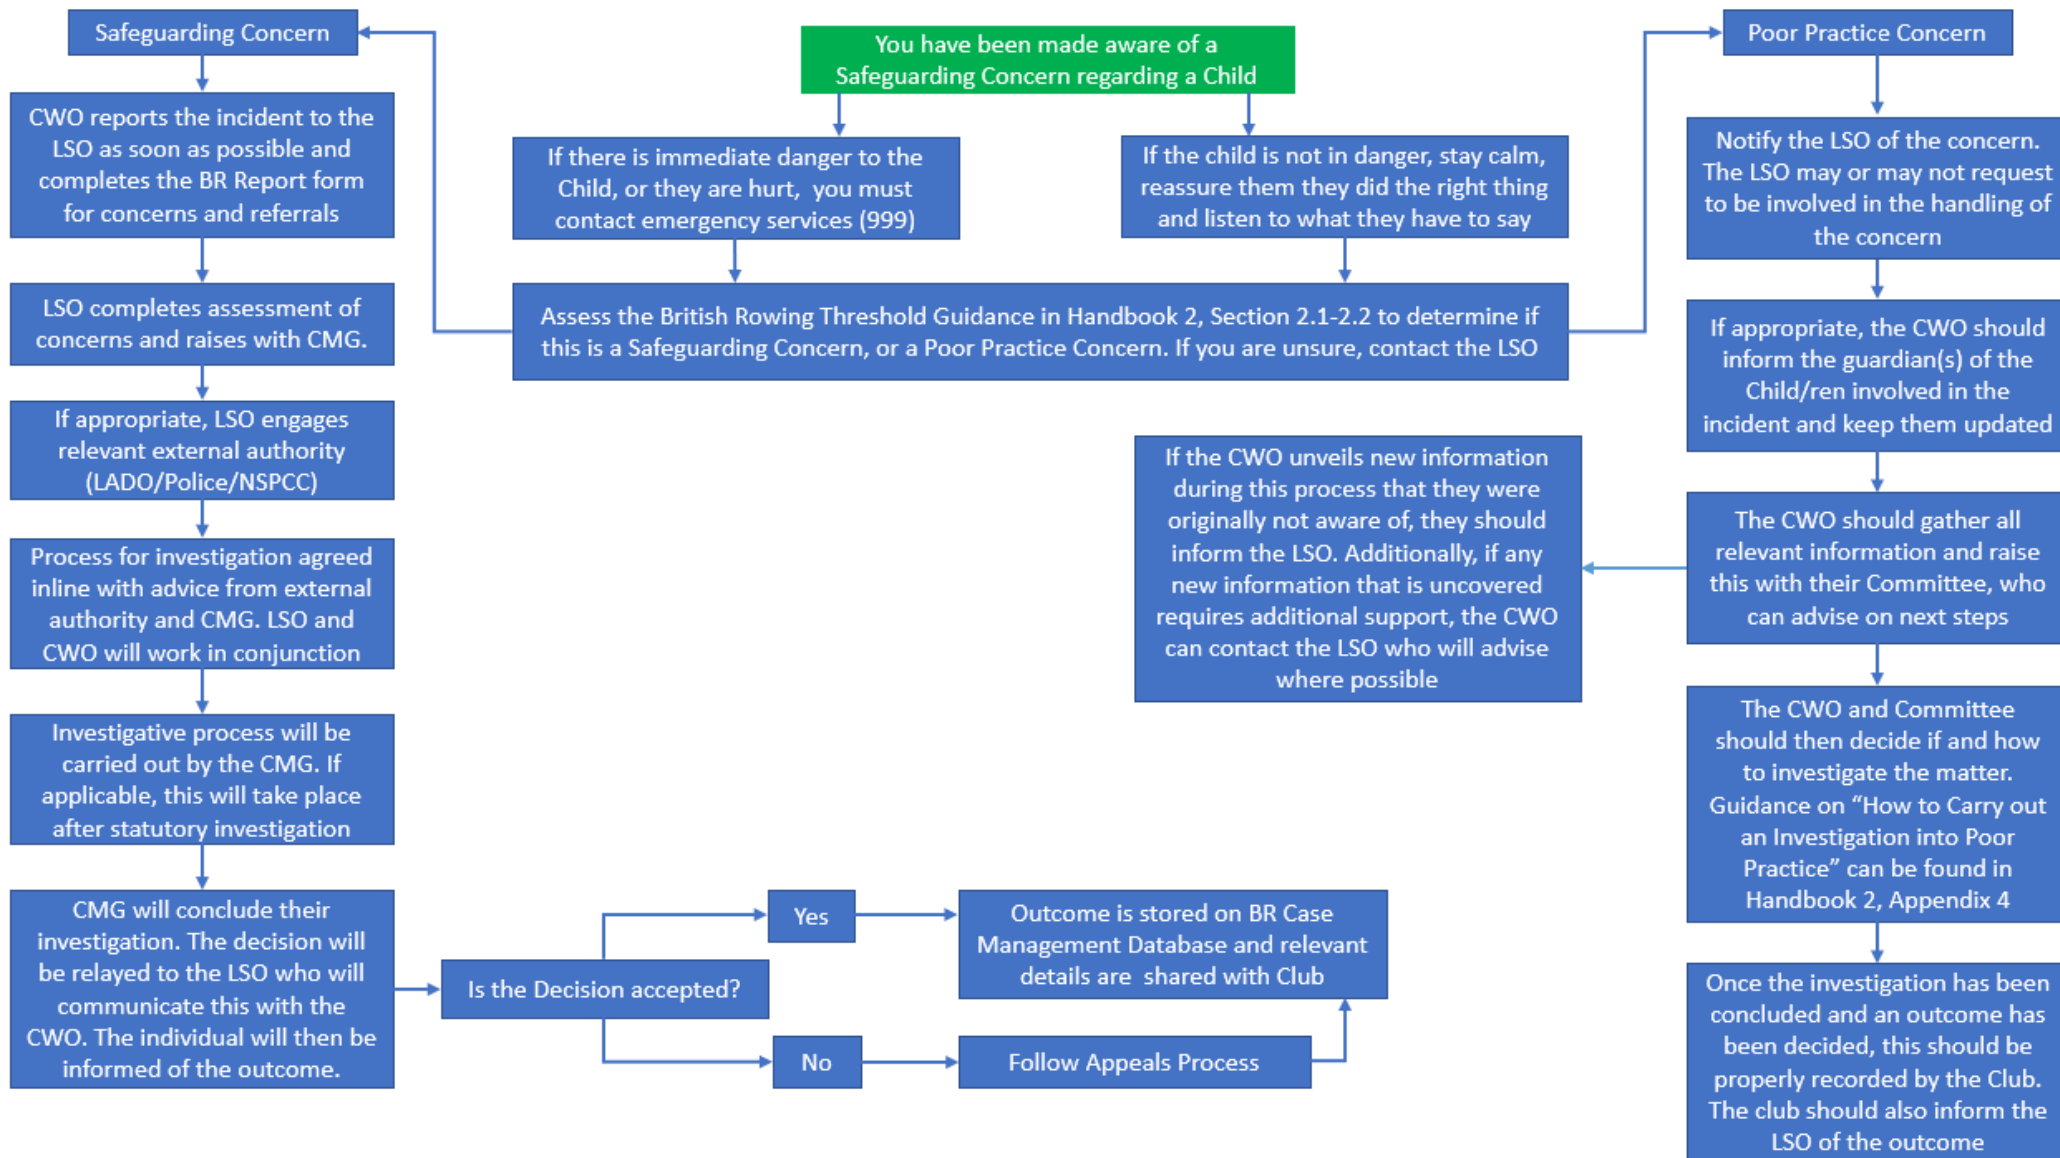 You have been made aware of a
Safeguarding Concern regarding a Child
If there is immediate danger to the
Child, or they are hurt,  you must
contact emergency services (999)
If the child is not in danger, stay calm,
reassure them they did the right thing
and listen to what they have to say
Assess the British Rowing Threshold Guidance in Handbook 2, Section 2.1-2.2 to determine if
this is a Safeguarding Concern, or a Poor Practice Concern. If you are unsure, contact the LSO
Safeguarding Concern
CWO reports the incident to the
LSO as soon as possible and
completes the BR Report form
for concerns and referrals
LSO completes assessment of
concerns and raises with CMG.
If appropriate, LSO engages
relevant external authority
(LADO/Police/NSPCC)
Process for investigation agreed
inline with advice from external
authority and CMG. LSO and
CWO will work in conjunction
Investigative process will be
carried out by the CMG. If
applicable, this will take place
after statutory investigation
CMG will conclude their
investigation. The decision will
be relayed to the LSO who will
communicate this with the
CWO. The individual will then be
informed of the outcome.
Is the Decision accepted?
Yes
Outcome is stored on BR Case
Management Database and relevant
details are  shared with Club
No
Follow Appeals Process
Poor Practice Concern
Notify the LSO of the concern.
The LSO may or may not request
to be involved in the handling of
the concern
If appropriate, the CWO should
inform the guardian(s) of the
Child/ren involved in the
incident and keep them updated
The CWO should gather all
relevant information and raise
this with their Committee, who
can advise on next steps
If the CWO unveils new information
during this process that they were
originally not aware of, they should
inform the LSO. Additionally, if any
new information that is uncovered
requires additional support, the CWO
can contact the LSO who will advise
where possible
The CWO and Committee
should then decide if and how
to investigate the matter.
Guidance on “How to Carry out
an Investigation into Poor
Practice” can be found in
Handbook 2, Appendix 4
Once the investigation has been
concluded and an outcome has
been decided, this should be
properly recorded by the Club.
The club should also inform the
LSO of the outcome